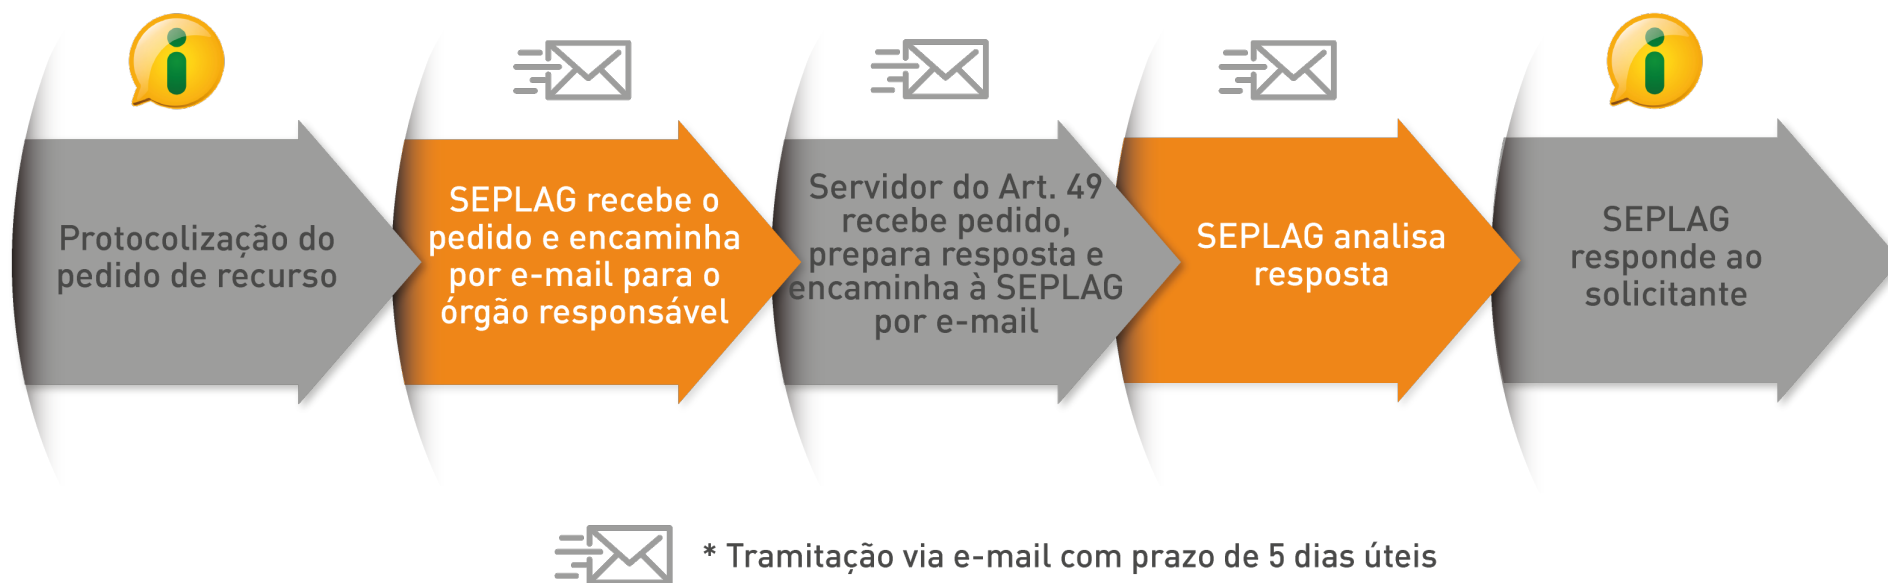 Protocolização do
pedido de recurso
SEPLAG recebe o
pedido e encaminha
por e-mail para o
órgão responsável
Servidor do Art. 49
recebe pedido,
prepara resposta e
encaminha à SEPLAG
por e-mail
SEPLAG analisa
resposta
SEPLAG
responde ao
solicitante
* Tramitação via e-mail com prazo de 5 dias úteis